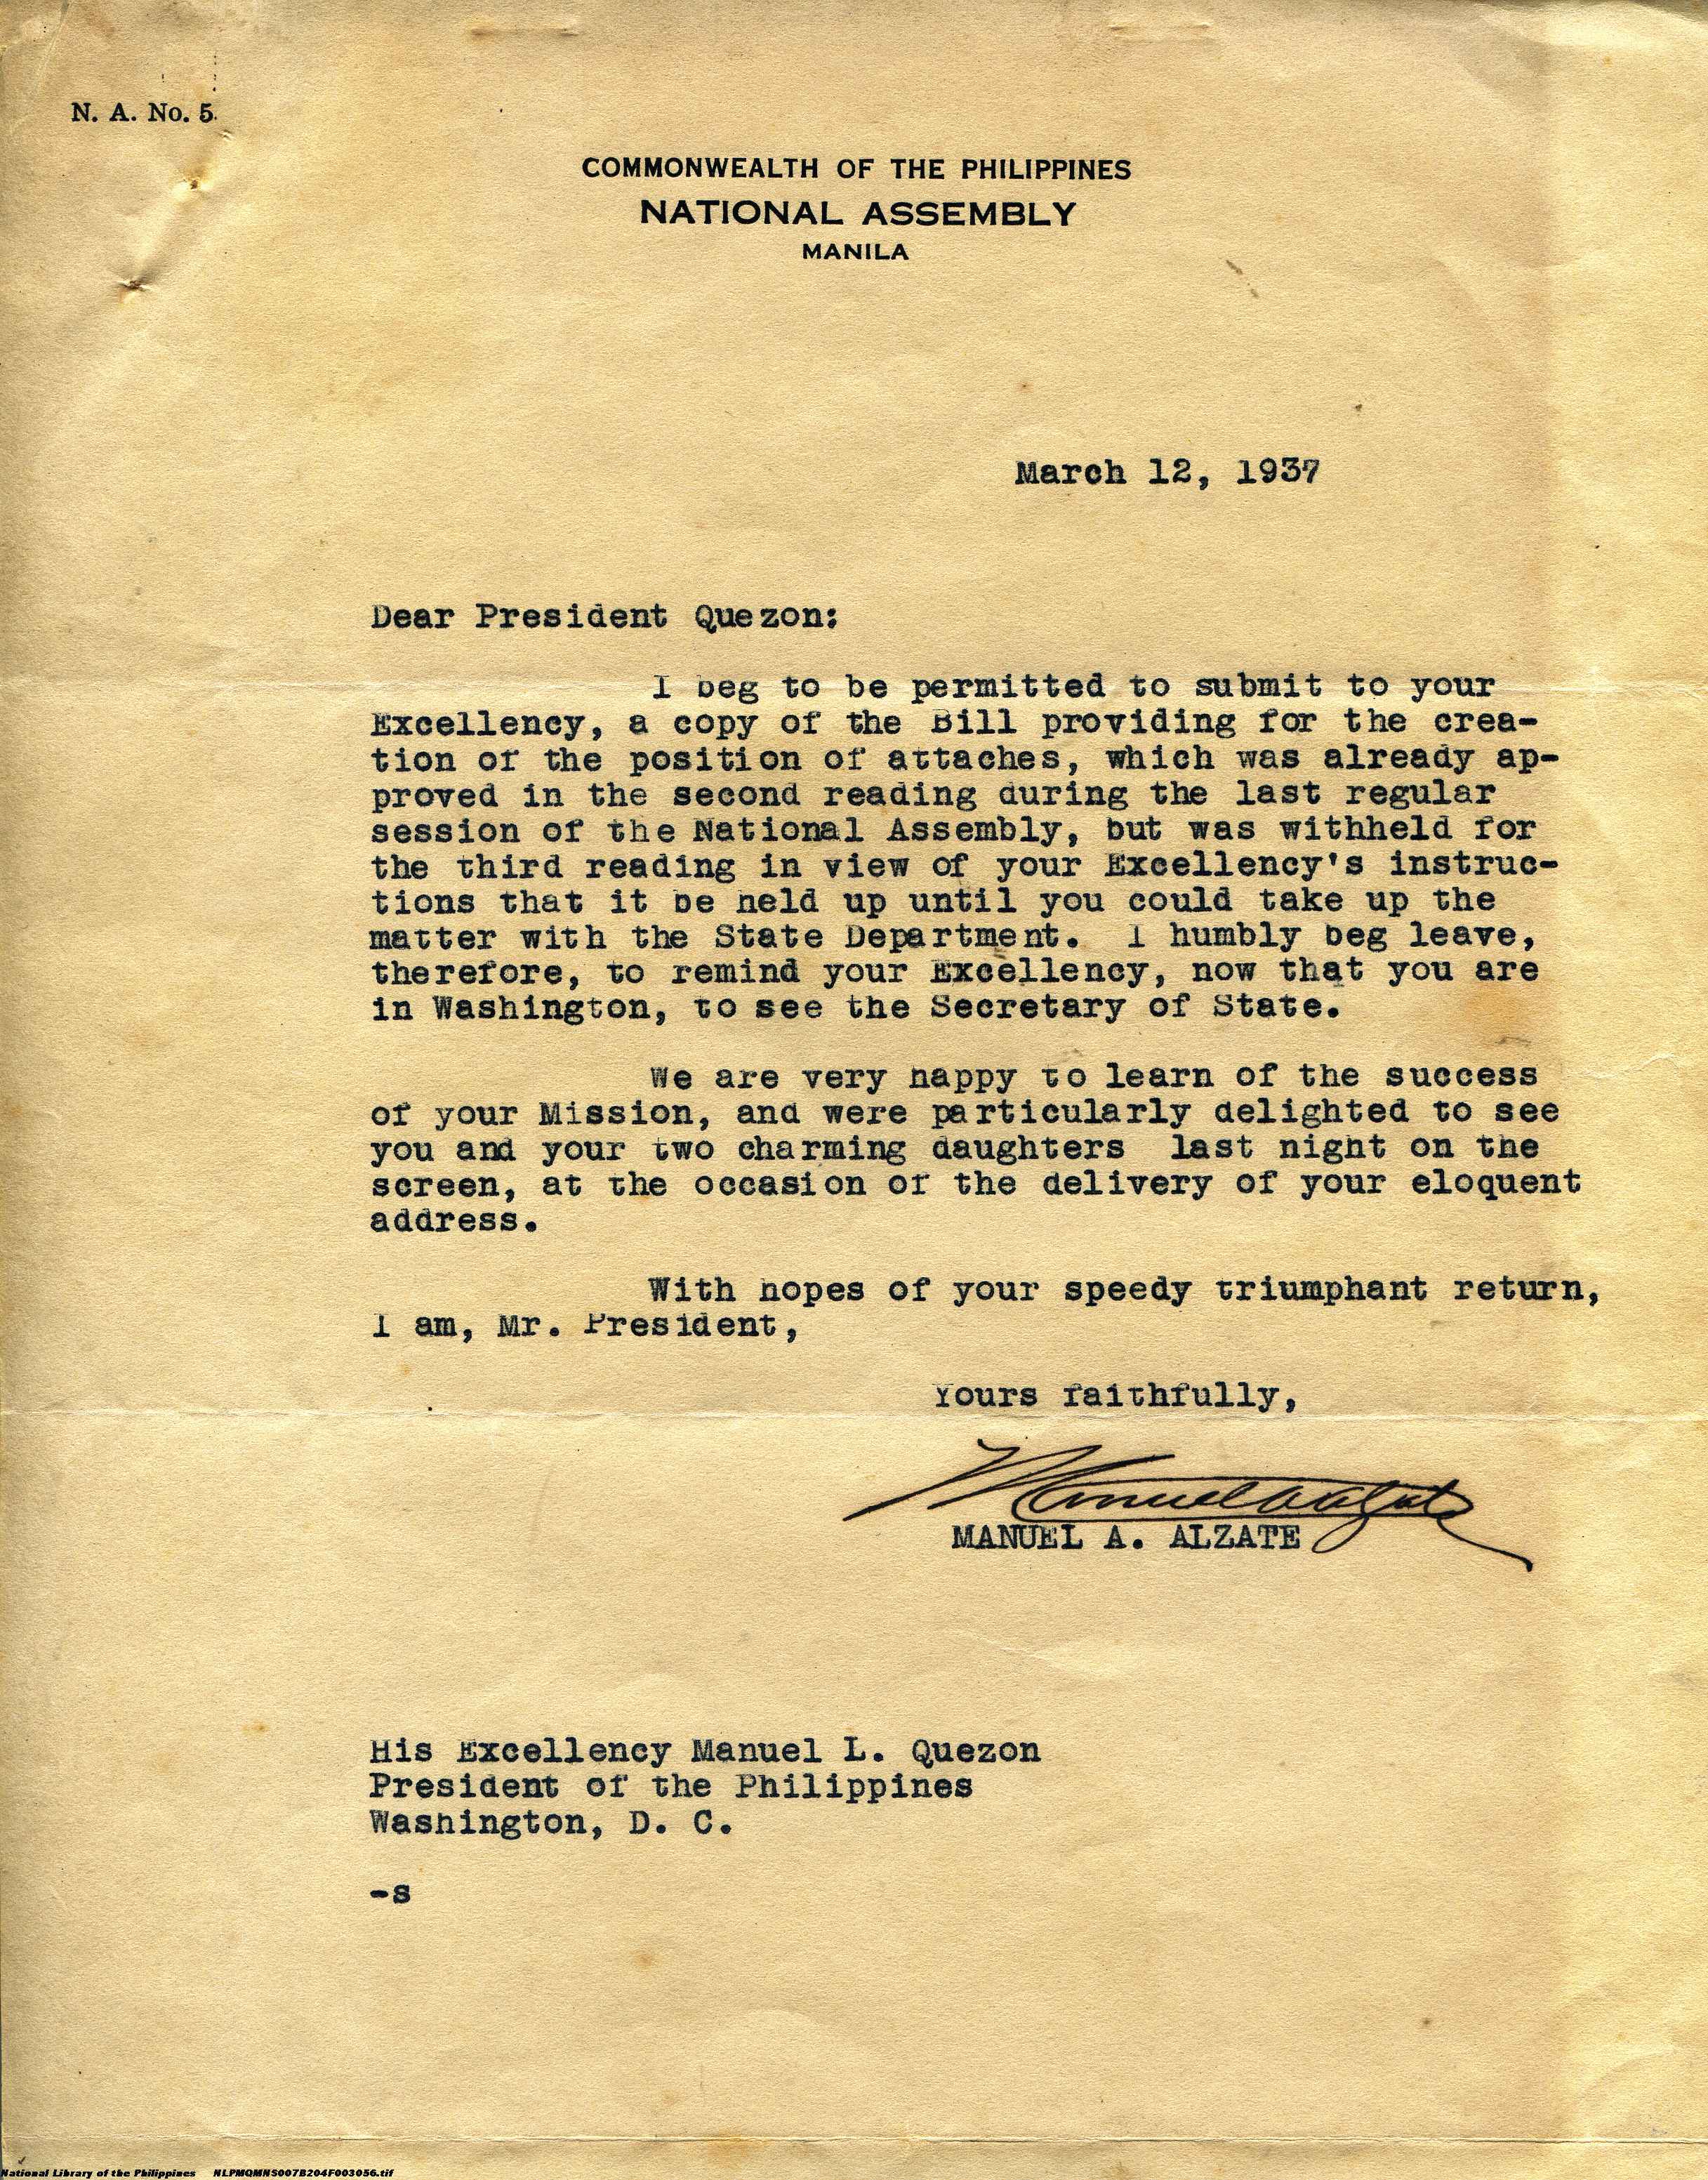 N. A. No. 5.
COMMONWEALTH OF THE PHILIPPINES
NATIONAL ASSEMBLY
MANILA
March 12, 1937
Dear President Quezon:
I beg to be permitted to submit to your
Excellency, a copy of the Bill providing for the crea-
tion of the position of attaches, which was already ap-
proved in the second reading during the last regular
session of the National Assembly, but was withheld for
the third reading in view of your Excellency's instruc-
tions that it be held up until you could take up the
matter with the State Department. I humbly beg leave,
therefore, to remind your Excellency, now that you are
in Washington, to see the Secretary of State.
We are very happy to learn of the success
of your Mission, and were particularly delighted to see
you and your two charming daughters last night on the
screen, at the occasion of the delivery of your eloquent
address.
With hopes of your speedy triumphant return,
I am, Mr. President,
Yours faithfully,
Manuel A Alzate
MANUEL A. ALZATE
His Excellency Manuel L. Quezon
President of the Philippines
Washington, D. C.
-s
National Library of the Philippines NLPMQMNS007B204F003056.tif